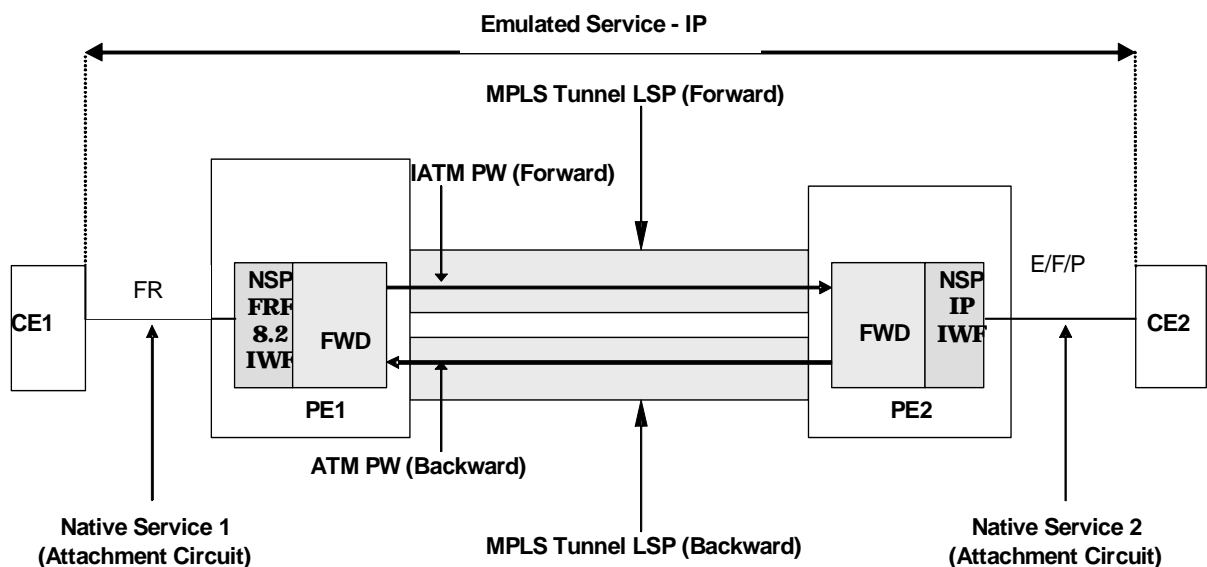 Emulated Service - IP
MPLS Tunnel LSP (Forward)
IATM PW (Forward)
FR
E/F/P
CE1
NSP
FRF
8.2
IWF
FWD
PE1
FWD
NSP
IP
IWF
PE2
CE2
ATM PW (Backward)
Native Service 1
(Attachment Circuit)
MPLS Tunnel LSP (Backward)
Native Service 2
(Attachment Circuit)